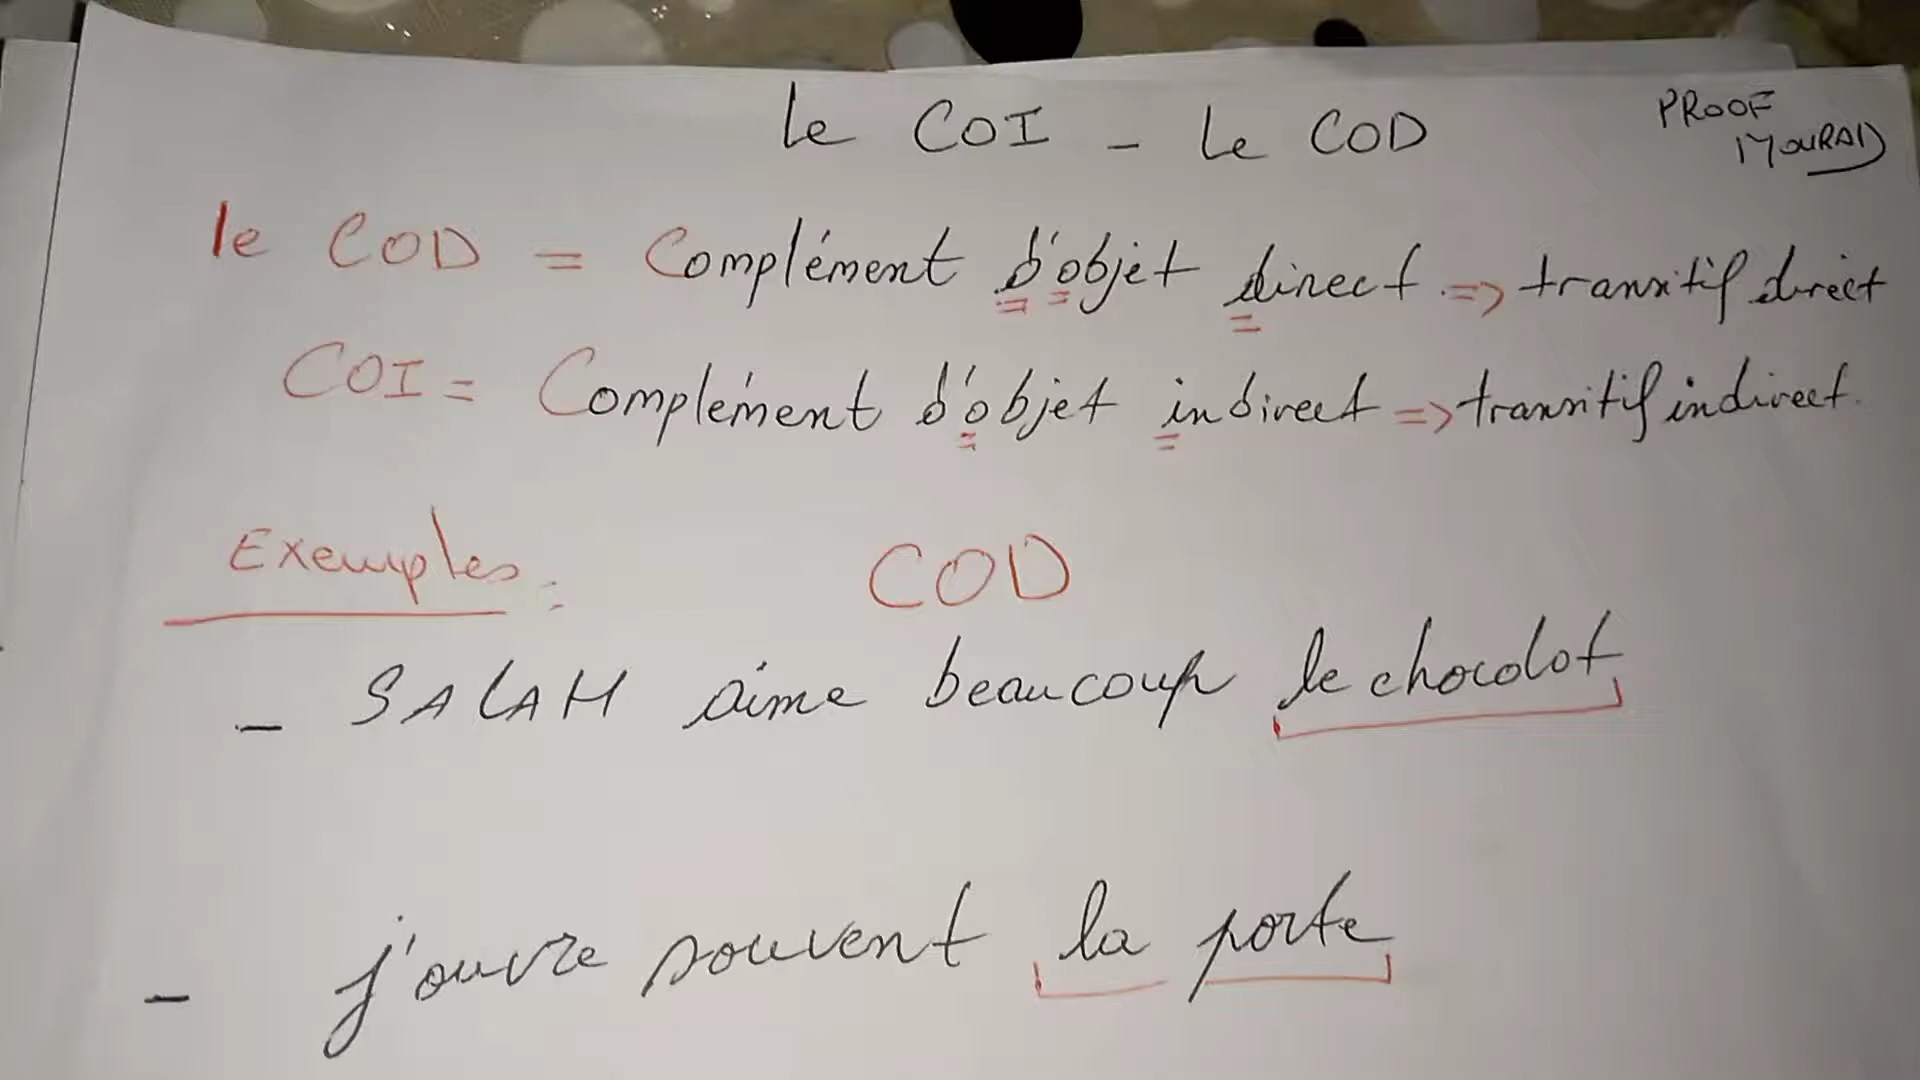 le COI - Le COD
PROOF
MOURAD
le COD = Complément d'objet direct => transitif direct
COI = Complément d'objet indirect => transitif indirect.
Exemples :
COD
- SALAH aime beaucoup le chocolat
- j'ouvre souvent la porte